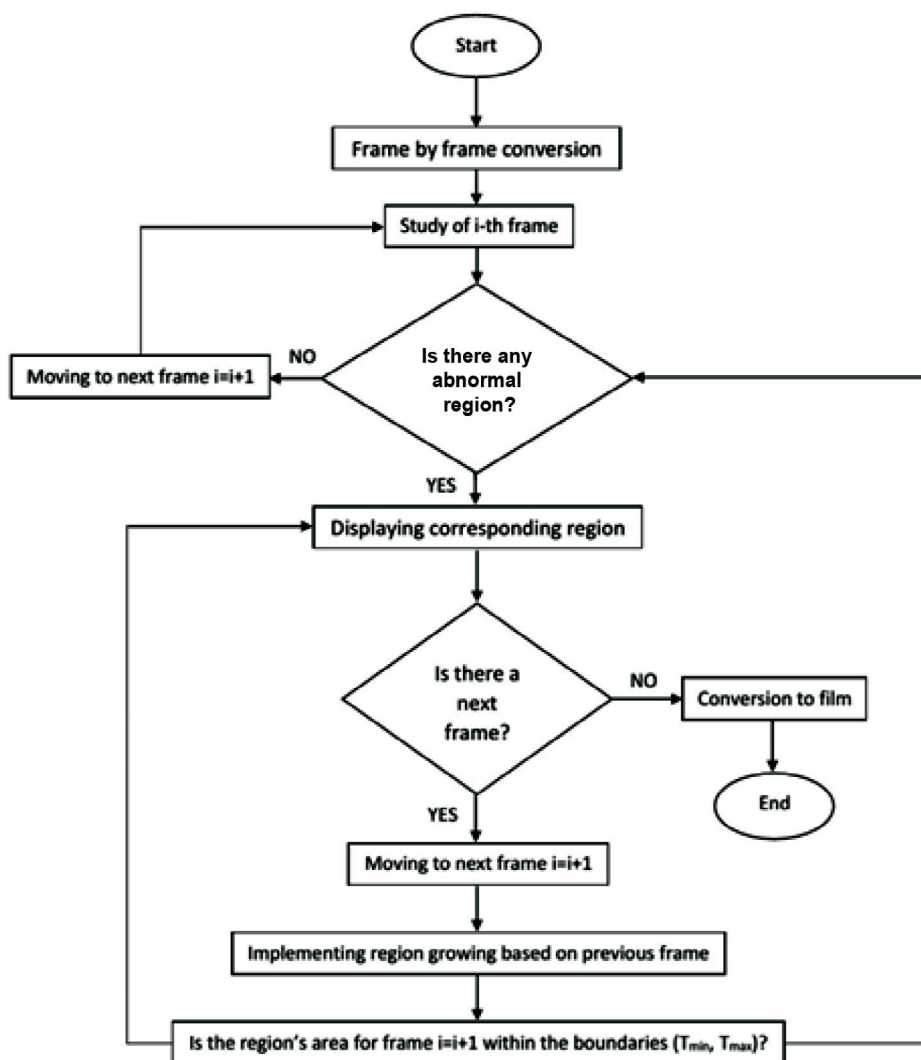 Start
Frame by frame conversion
Study of i-th frame
Is there any
abnormal
region?
NO
Moving to next frame i=i+1
YES
Displaying corresponding region
Is there a
next
frame?
NO
Conversion to film
End
YES
Moving to next frame i=i+1
Implementing region growing based on previous frame
Is the region's area for frame i=i+1 within the boundaries (Tmin, Tmax)?